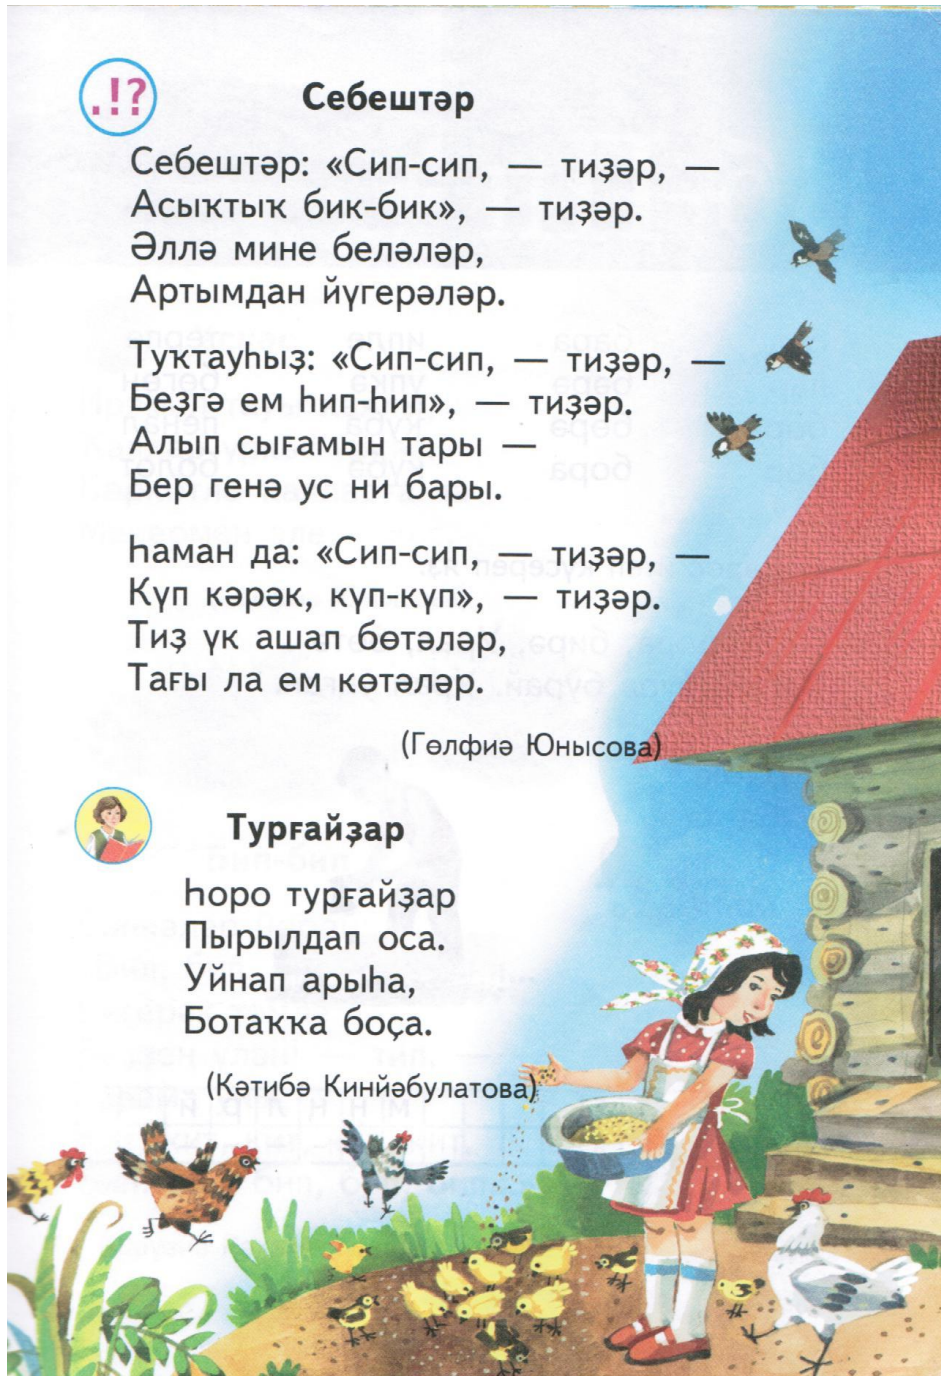 .!?
Себештәр
Себештәр: «Сип-сип, — тиҙәр, —
Асыҡтыҡ бик-бик», — тиҙәр.
Әллә мине беләләр,
Артымдан йүгерәләр.
Туҡтауһыҙ: «Сип-сип, — тиҙәр, —
Беҙгә ем һип-һип», — тиҙәр.
Алып сығамын тары —
Бер генә ус ни бары.
Һаман да: «Сип-сип, — тиҙәр, —
Күп кәрәк, күп-күп», — тиҙәр.
Тиҙ үк ашап бөтәләр,
Тағы ла ем көтәләр.
(Гөлфиә Юнысова)
Турғайҙар
Һоро турғайҙар
Пырылдап оса.
Уйнап арыһа,
Ботаҡҡа боҫа.
(Кәтибә Кинйәбулатова)